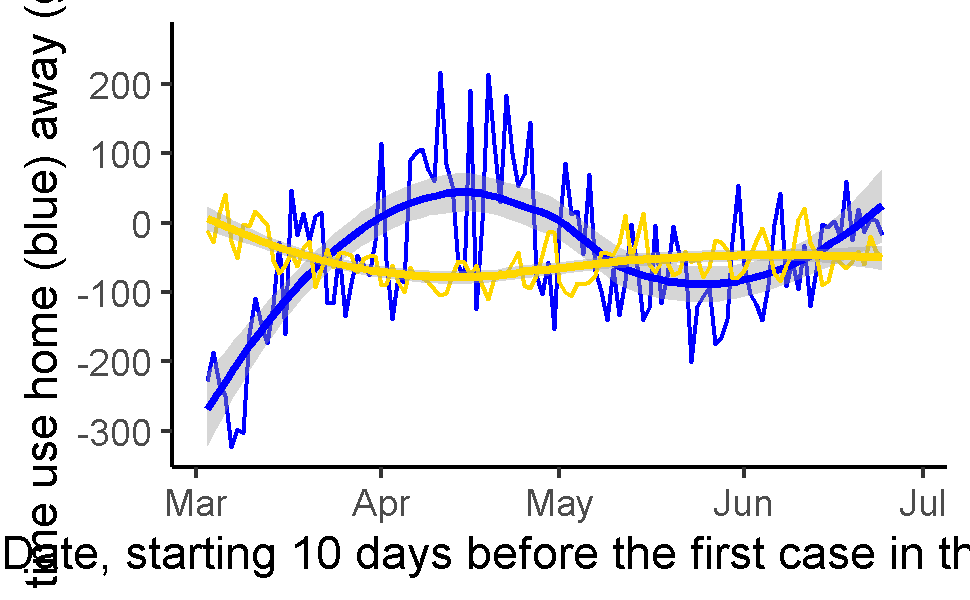 time use home (blue) away (
200
100
0
-100
-200
-300
Mar Apr May Jun Jul
Date, starting 10 days before the first case in th